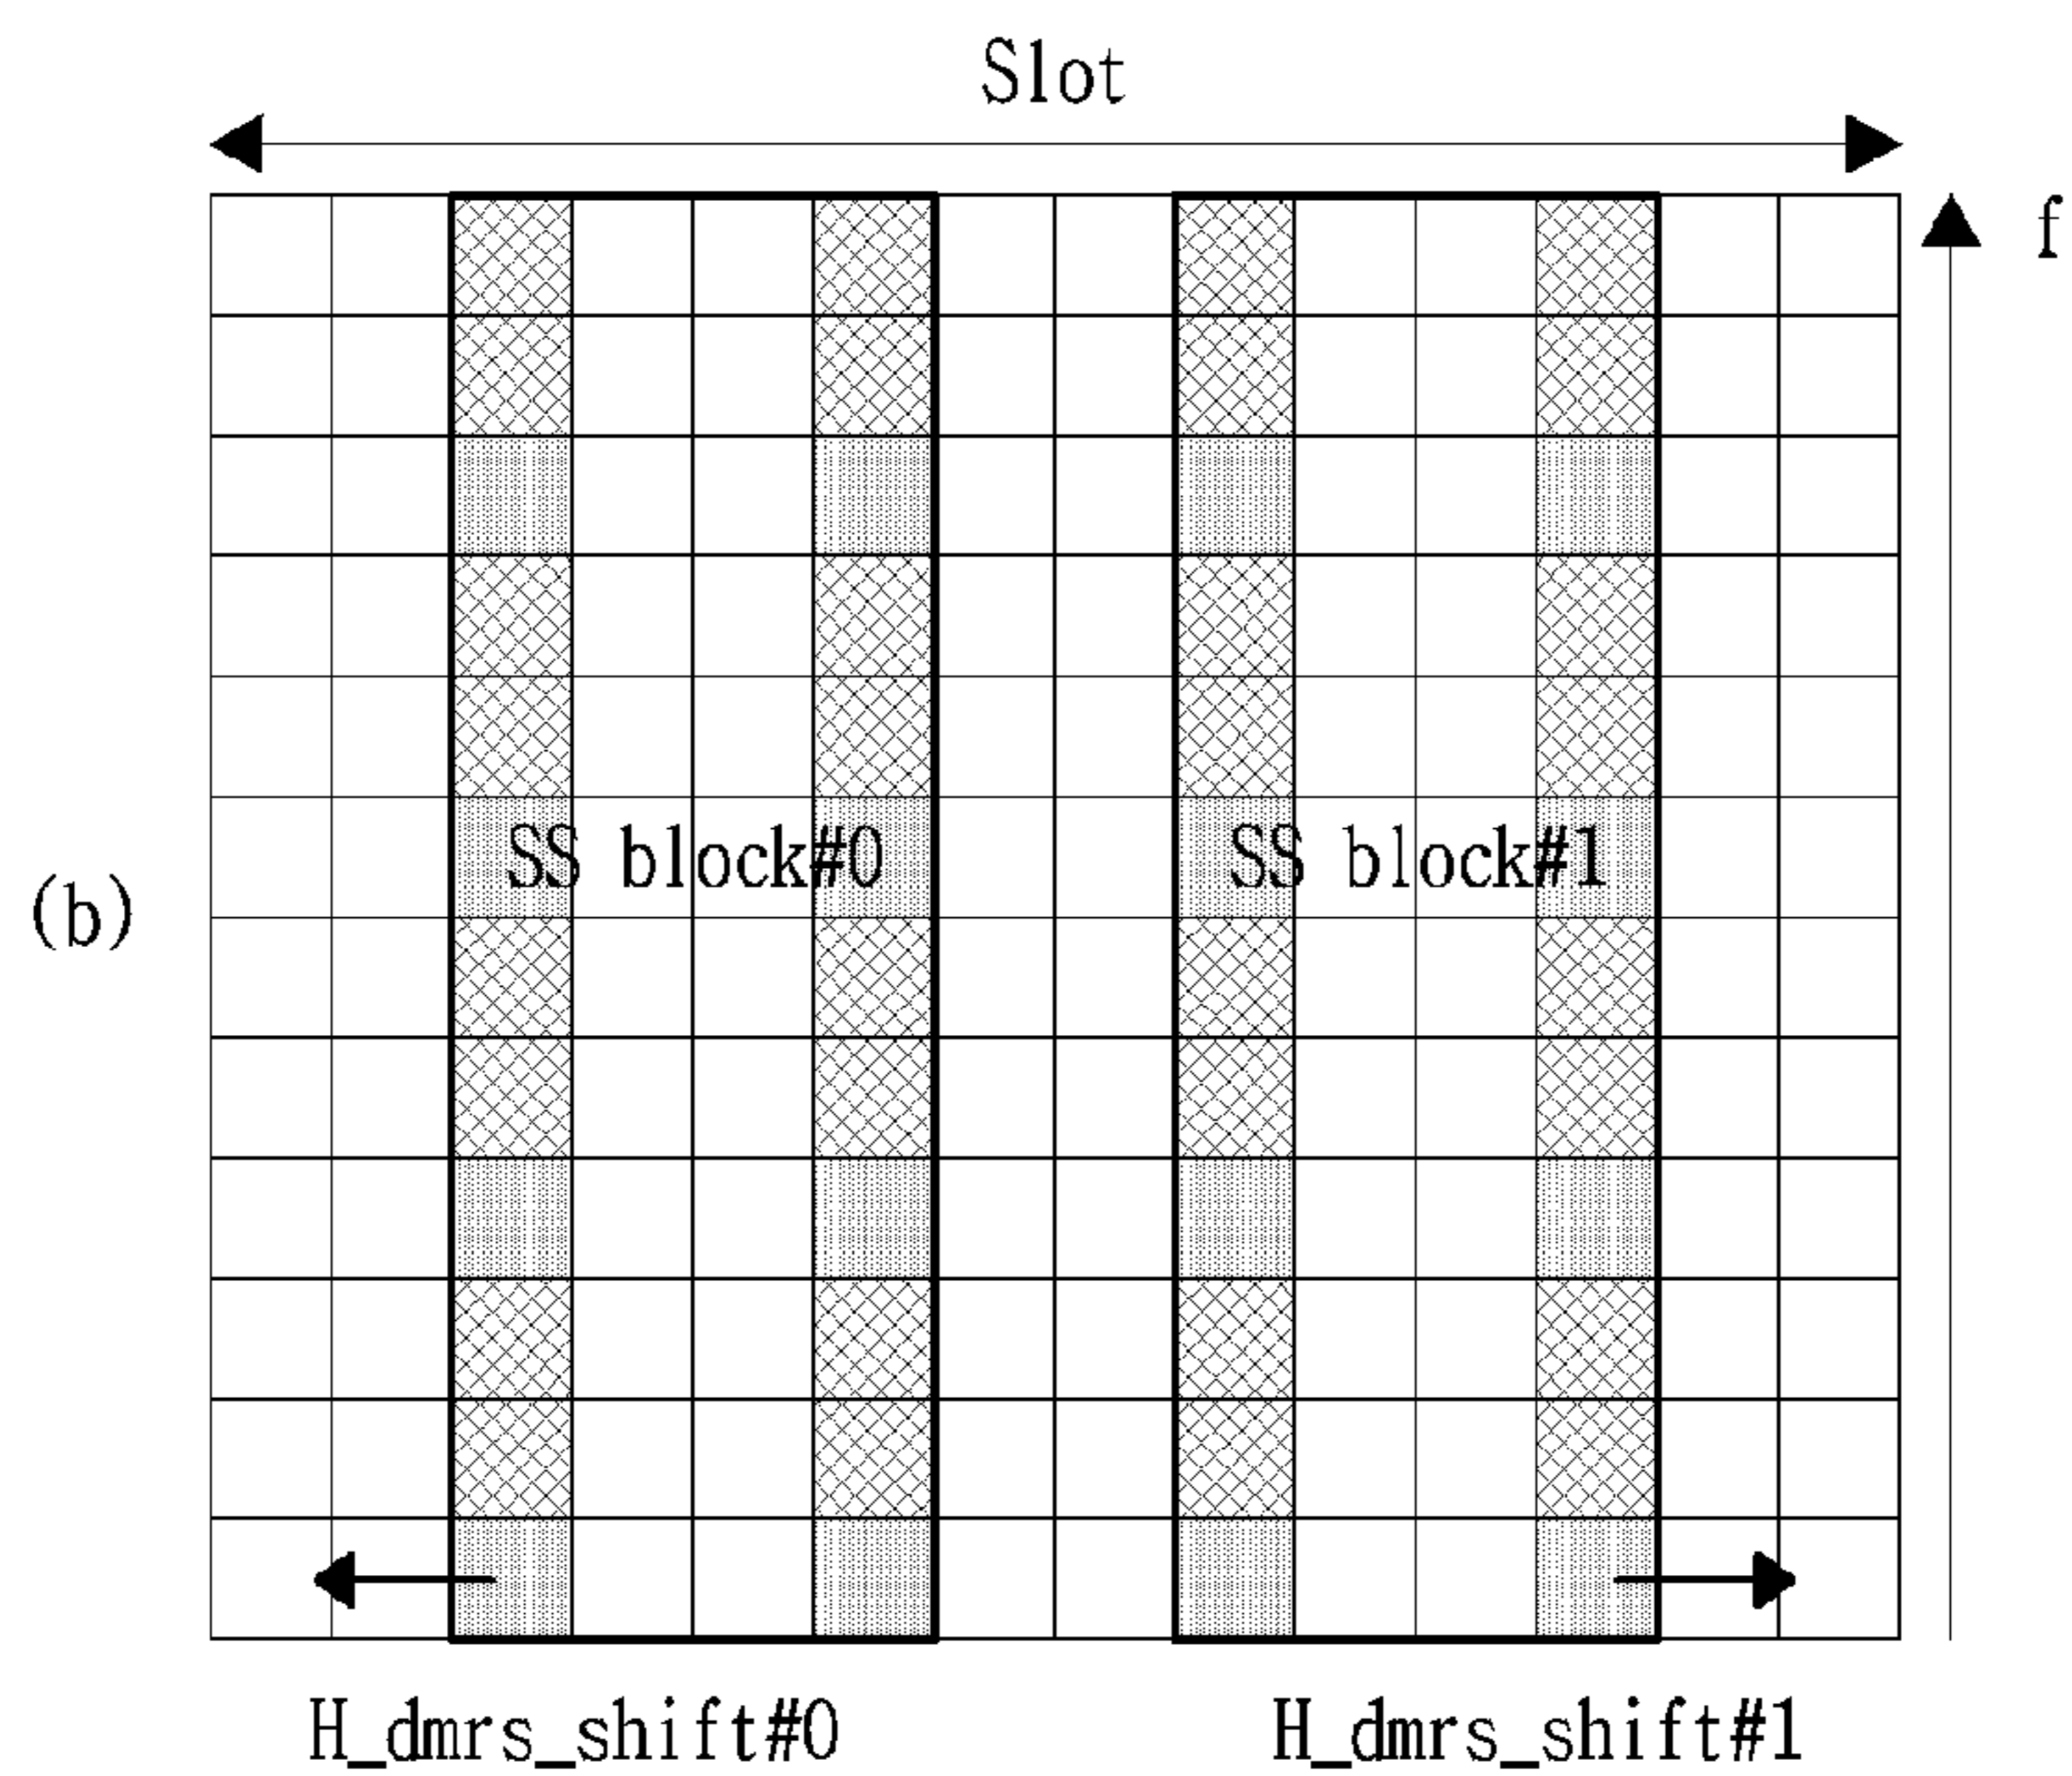 Slot
f
SS block#0
SS block#1
(b)
H_dmrs_shift#0
H_dmrs_shift#1